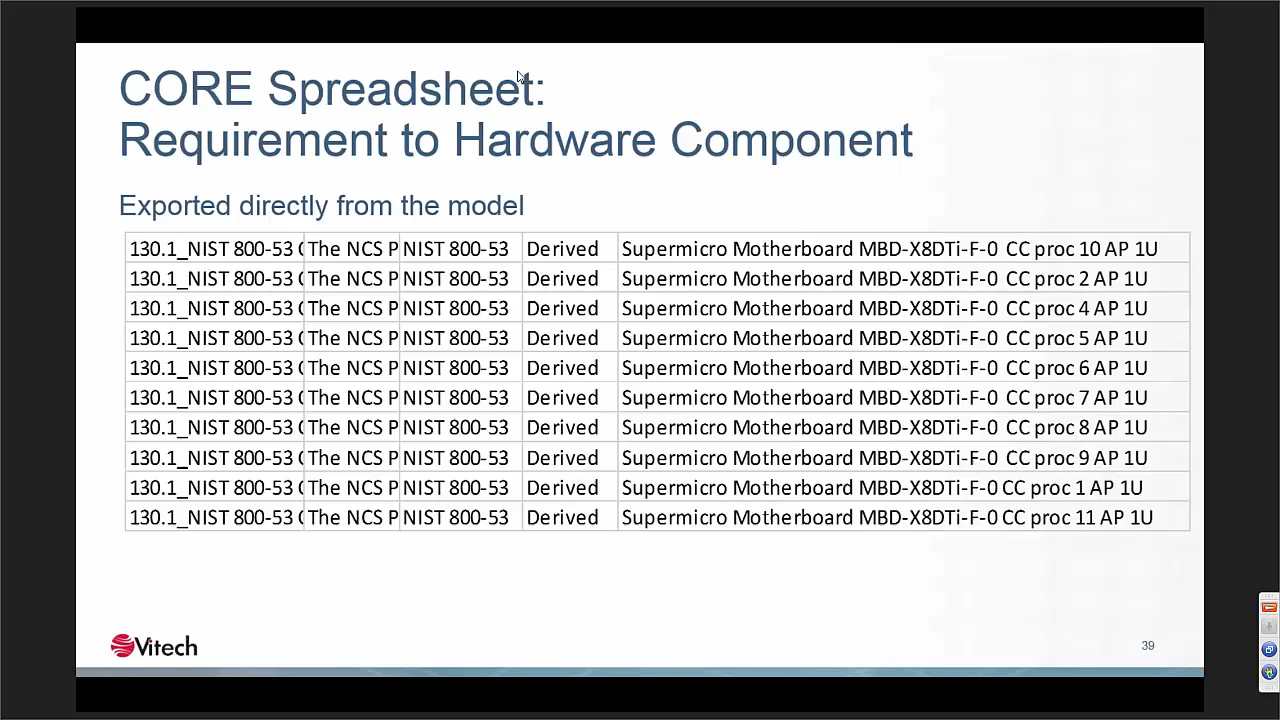 CORE Spreadsheet:
Requirement to Hardware Component
Exported directly from the model
130.1_NIST 800-53 The NCS P NIST 800-53 Derived Supermicro Motherboard MBD-X8DTi-F-0 CC proc 10 AP 1U
130.1_NIST 800-53 The NCS P NIST 800-53 Derived Supermicro Motherboard MBD-X8DTi-F-0 CC proc 2 AP 1U
130.1_NIST 800-53 The NCS P NIST 800-53 Derived Supermicro Motherboard MBD-X8DTi-F-0 CC proc 4 AP 1U
130.1_NIST 800-53 The NCS P NIST 800-53 Derived Supermicro Motherboard MBD-X8DTi-F-0 CC proc 5 AP 1U
130.1_NIST 800-53 The NCS P NIST 800-53 Derived Supermicro Motherboard MBD-X8DTi-F-0 CC proc 6 AP 1U
130.1_NIST 800-53 The NCS P NIST 800-53 Derived Supermicro Motherboard MBD-X8DTi-F-0 CC proc 7 AP 1U
130.1_NIST 800-53 The NCS P NIST 800-53 Derived Supermicro Motherboard MBD-X8DTi-F-0 CC proc 8 AP 1U
130.1_NIST 800-53 The NCS P NIST 800-53 Derived Supermicro Motherboard MBD-X8DTi-F-0 CC proc 9 AP 1U
130.1_NIST 800-53 The NCS P NIST 800-53 Derived Supermicro Motherboard MBD-X8DTi-F-0 CC proc 1 AP 1U
130.1_NIST 800-53 The NCS P NIST 800-53 Derived Supermicro Motherboard MBD-X8DTi-F-0 CC proc 11 AP 1U
Vitech
39